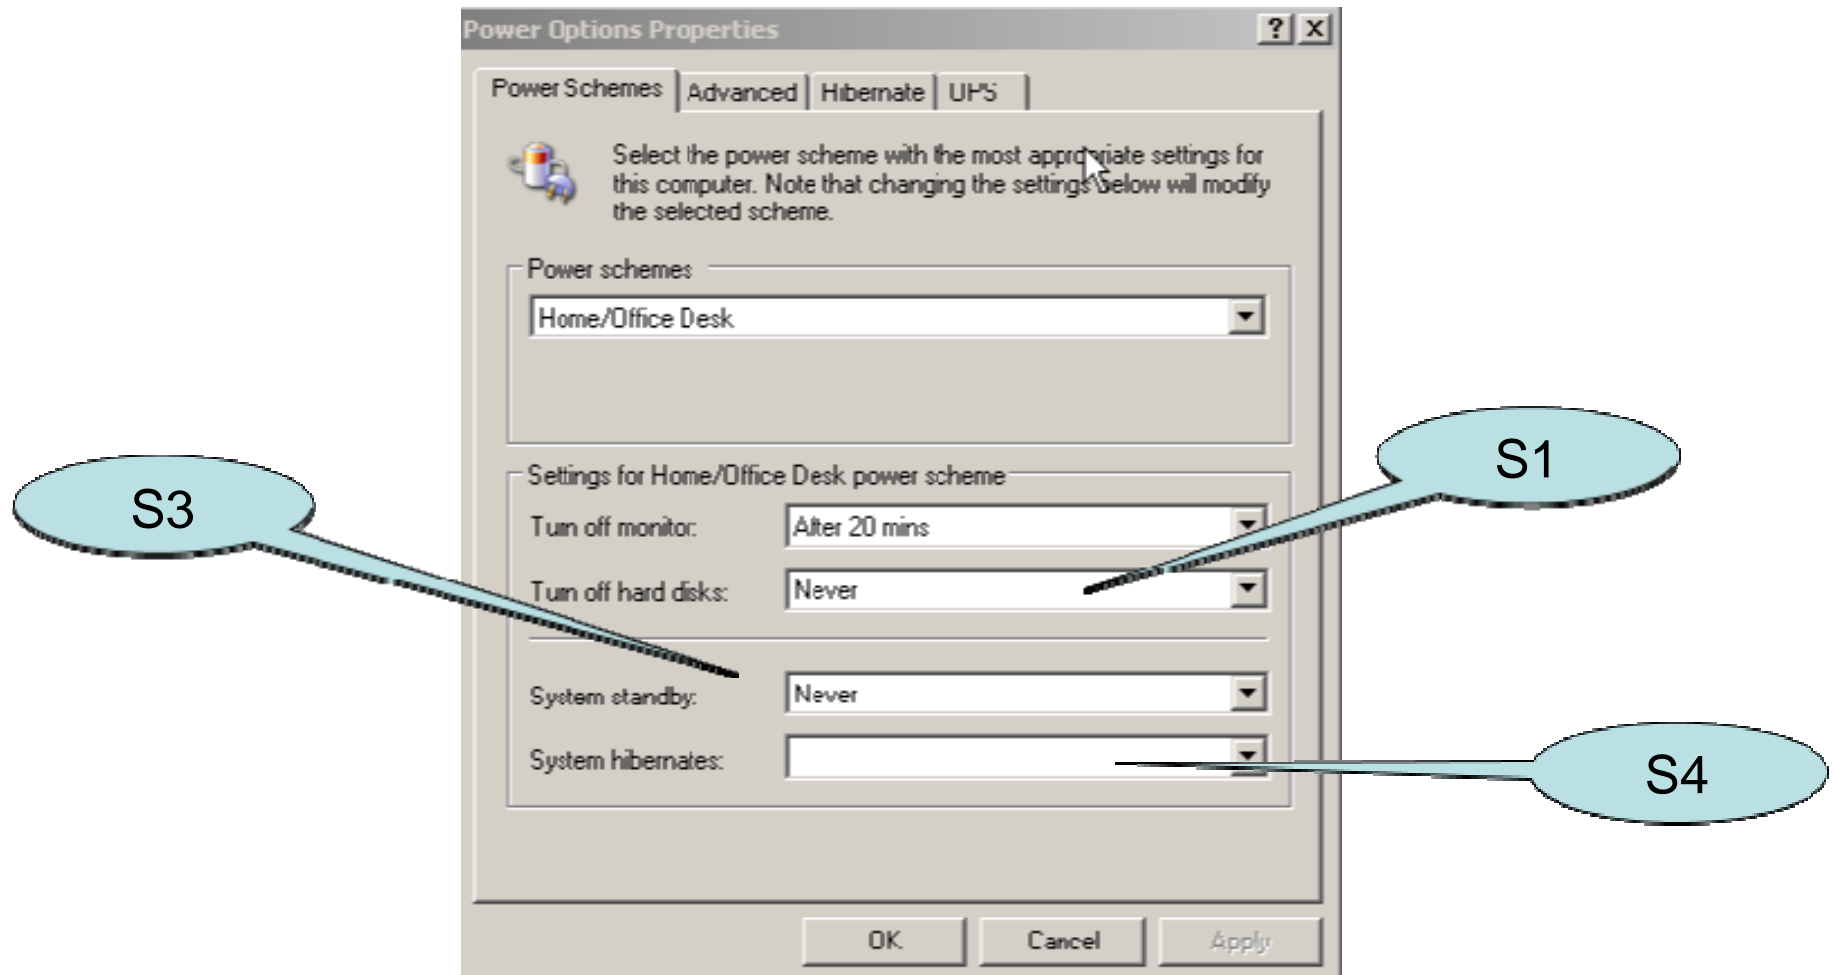 Power Options Properties
Power Schemes Advanced Hibernate UPS
Select the power scheme with the most appropriate settings for
this computer. Note that changing the settings below will modify
the selected scheme.
Power schemes
Home/Office Desk
S1
Settings for Home/Office Desk power scheme
S3
Turn off monitor: After 20 mins
Turn off hard disks: Never
System standby: Never
System hibernates:
S4
OK Cancel Apply